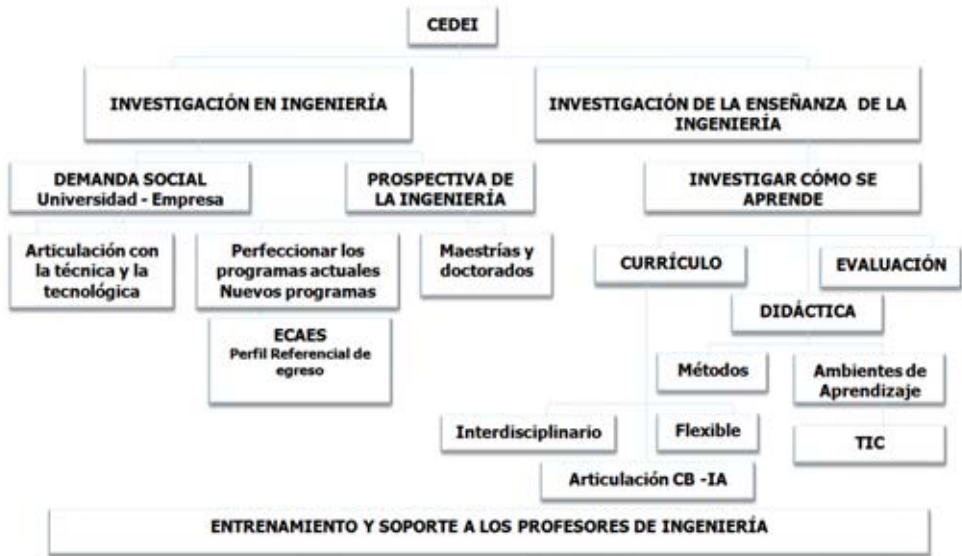 CEDEI
INVESTIGACIÓN EN INGENIERÍA
INVESTIGACIÓN DE LA ENSEÑANZA DE LA
INGENIERÍA
DEMANDA SOCIAL
Universidad - Empresa
PROSPECTIVA DE
LA INGENIERÍA
INVESTIGAR CÓMO SE
APRENDE
Articulación con
la técnica y la
tecnológica
Perfeccionar los
programas actuales
Nuevos programas
Maestrías y
doctorados
CURRÍCULO
EVALUACIÓN
DIDÁCTICA
ECAES
Perfil Referencial de
egreso
Métodos
Ambientes de
Aprendizaje
Interdisciplinario
Flexible
TIC
Articulación CB -IA
ENTRENAMIENTO Y SOPORTE A LOS PROFESORES DE INGENIERÍA